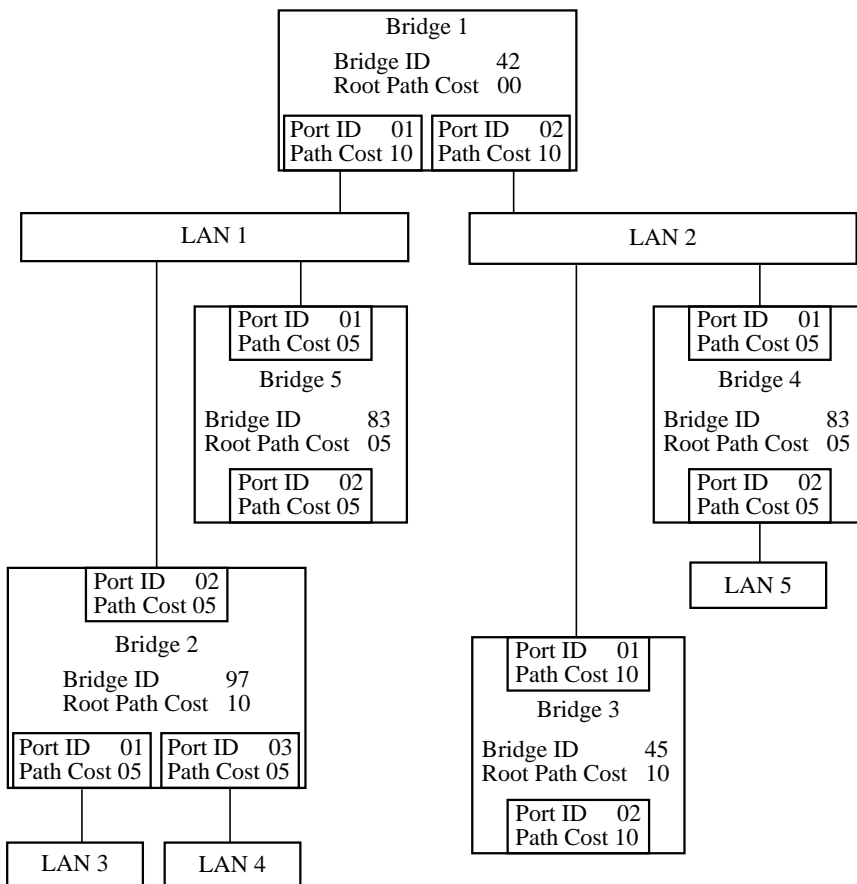 Bridge 1
Bridge ID 42
Root Path Cost 00
Port ID 01
Path Cost 10
Port ID 02
Path Cost 10
LAN 1
LAN 2
Port ID 01
Path Cost 05
Bridge 5
Bridge ID 83
Root Path Cost 05
Port ID 02
Path Cost 05
Port ID 01
Path Cost 05
Bridge 4
Bridge ID 83
Root Path Cost 05
Port ID 02
Path Cost 05
LAN 5
Port ID 02
Path Cost 05
Bridge 2
Bridge ID 97
Root Path Cost 10
Port ID 01
Path Cost 05
Port ID 03
Path Cost 05
LAN 3
LAN 4
Port ID 01
Path Cost 10
Bridge 3
Bridge ID 45
Root Path Cost 10
Port ID 02
Path Cost 10